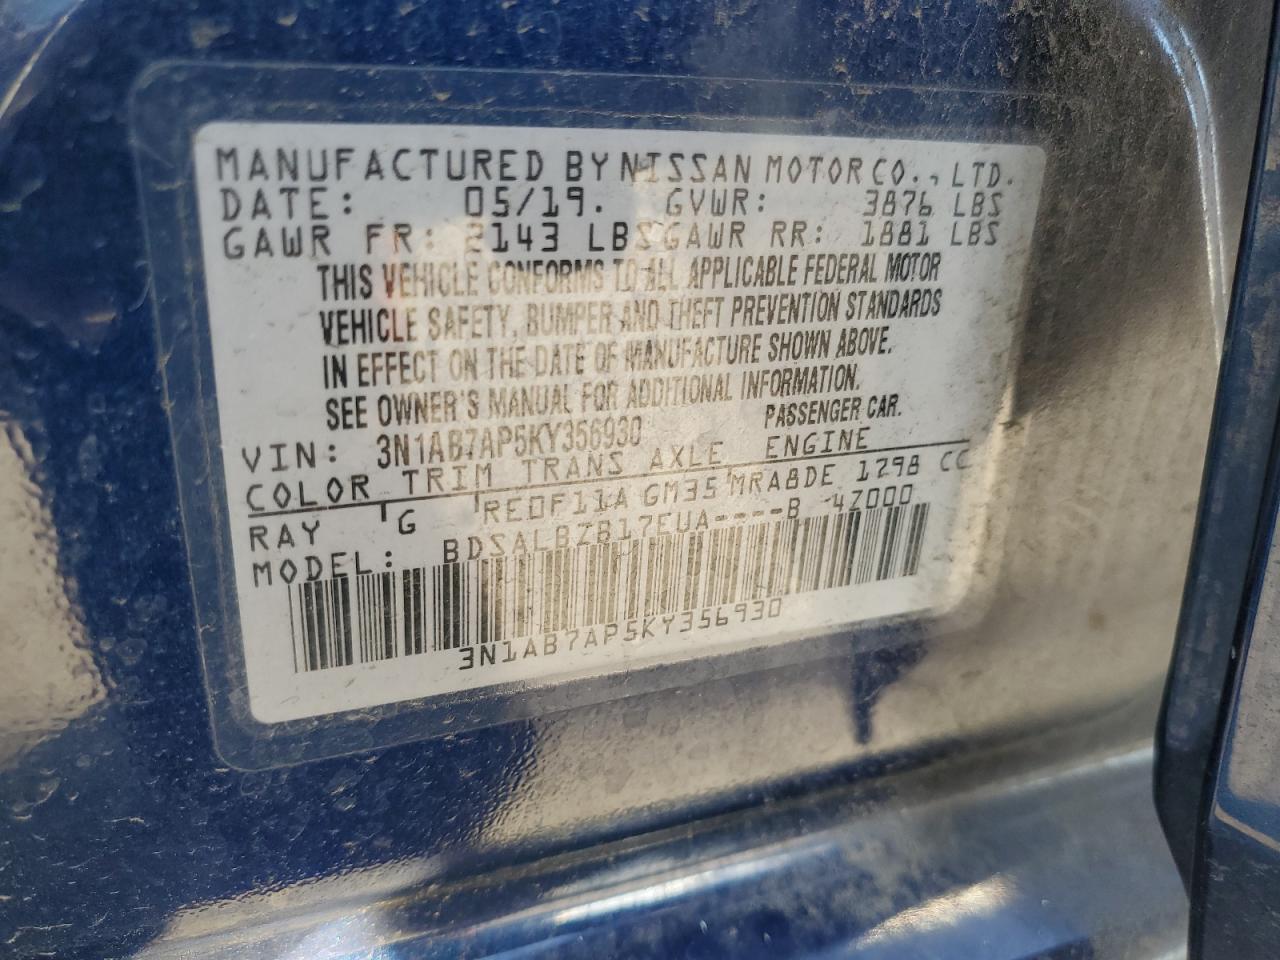 MANUFACTURED BY NISSAN MOTOR CO., LTD.
DATE: 05/19. GVWR: 3876 LBS
GAWR FR: 2143 LBS GAWR RR: 1881 LBS
THIS VEHICLE CONFORMS TO ALL APPLICABLE FEDERAL MOTOR
VEHICLE SAFETY, BUMPER AND THEFT PREVENTION STANDARDS
IN EFFECT ON THE DATE OF MANUFACTURE SHOWN ABOVE.
SEE OWNER'S MANUAL FOR ADDITIONAL INFORMATION.
VIN: 3N1AB7AP5KY356930 PASSENGER CAR.
COLOR TRIM TRANS AXLE ENGINE
RAY G RE0F11A GM35 MRA8DE 1798 CC
MODEL: BDSALBZB17EUA----B 4Z000
3N1AB7AP5KY356930